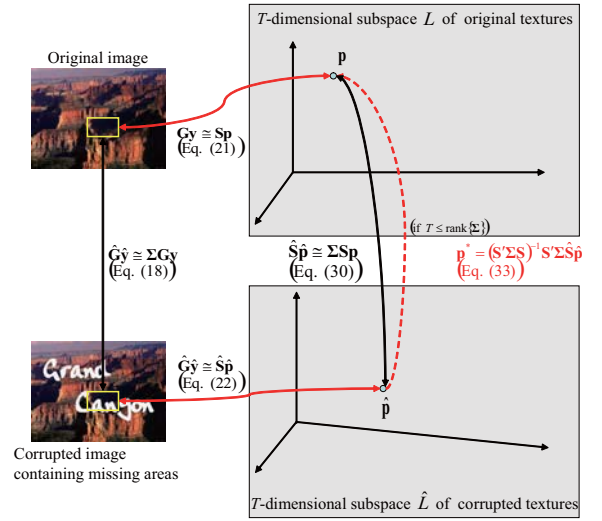 T-dimensional subspace L of original textures
Original image
p
Gy ≅ Sp
(Eq. (21))
(if T ≤ rank{Σ})
Ĝŷ ≅ ΣGy
(Eq. (18))
Ŝp̂ ≅ ΣSp
(Eq. (30))
p* = (S′ΣS)⁻¹S′ΣŜp̂
(Eq. (33))
Grand
Canyon
Ĝŷ ≅ Ŝp̂
(Eq. (22))
p̂
Corrupted image
containing missing areas
T-dimensional subspace L̂ of corrupted textures